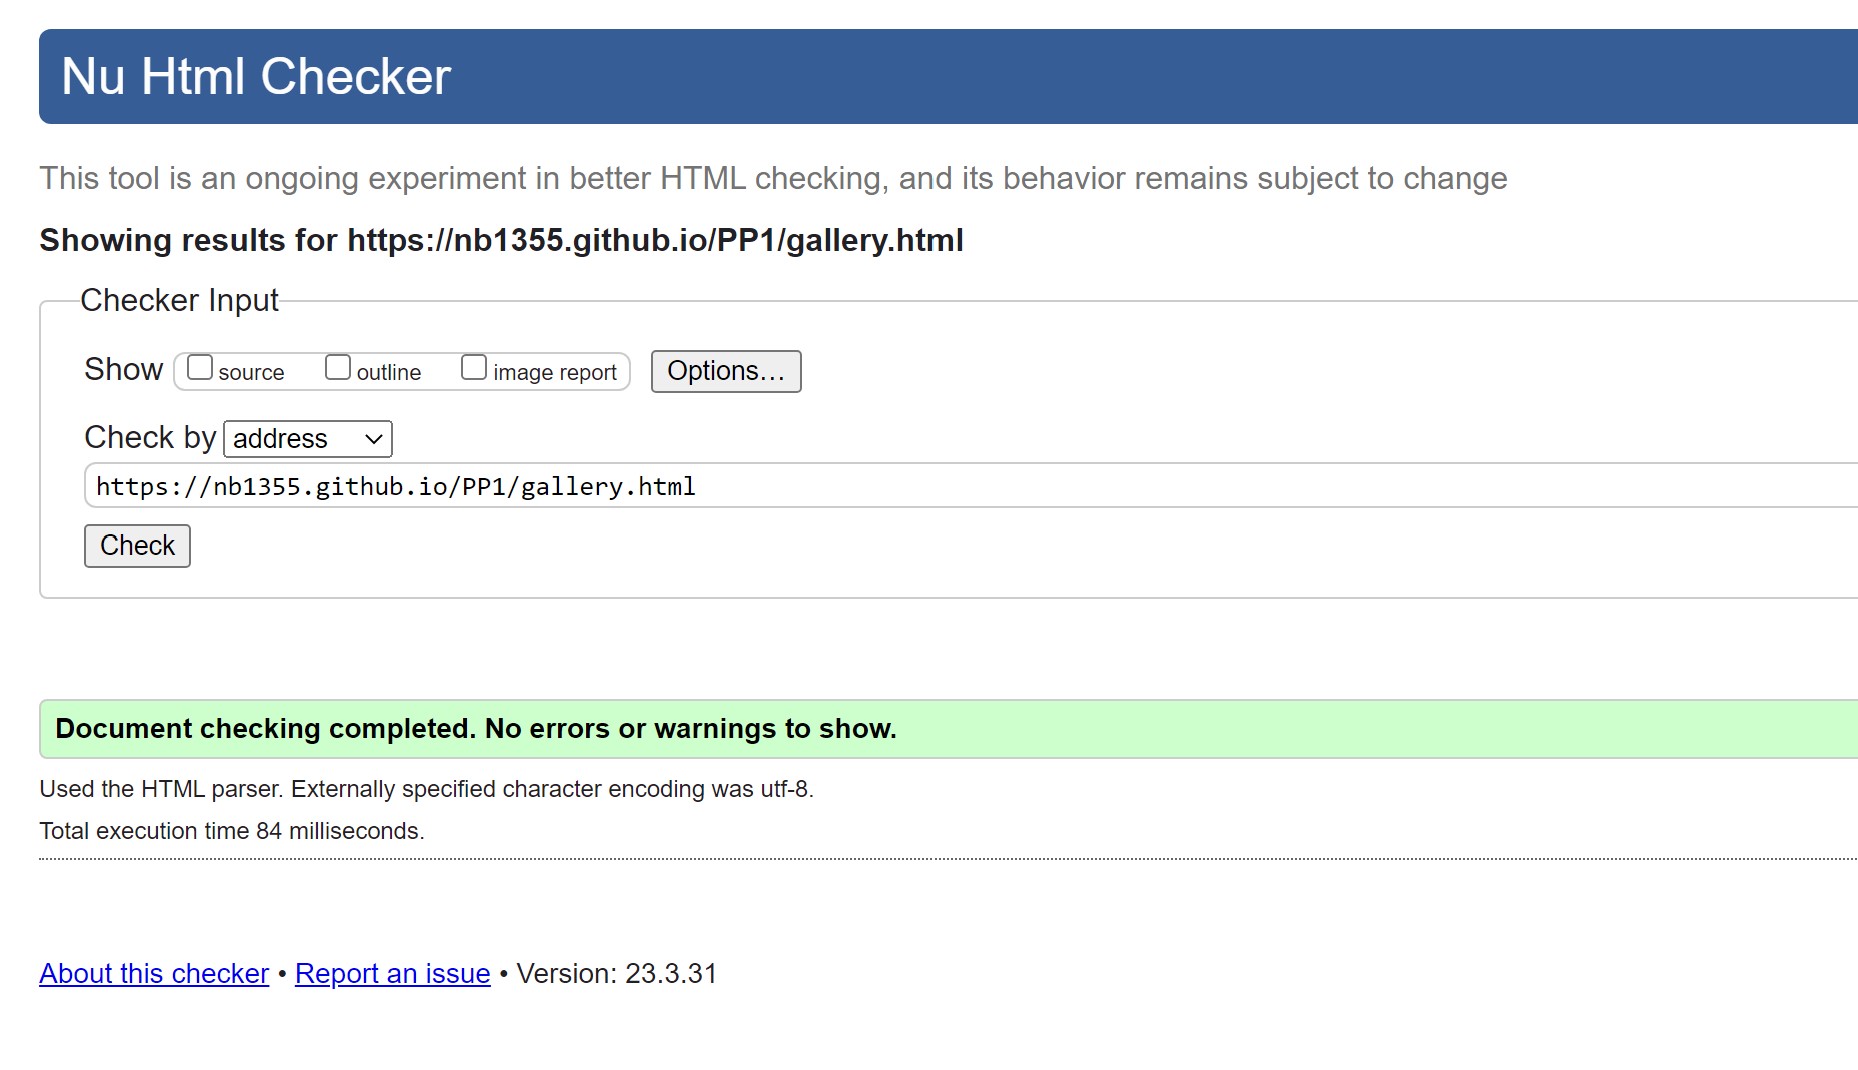 Nu Html Checker
This tool is an ongoing experiment in better HTML checking, and its behavior remains subject to change
Showing results for https://nb1355.github.io/PP1/gallery.html
Checker Input
Show source outline image report Options...
Check by address
https://nb1355.github.io/PP1/gallery.html
Check
Document checking completed. No errors or warnings to show.
Used the HTML parser. Externally specified character encoding was utf-8.
Total execution time 84 milliseconds.
About this checker • Report an issue • Version: 23.3.31